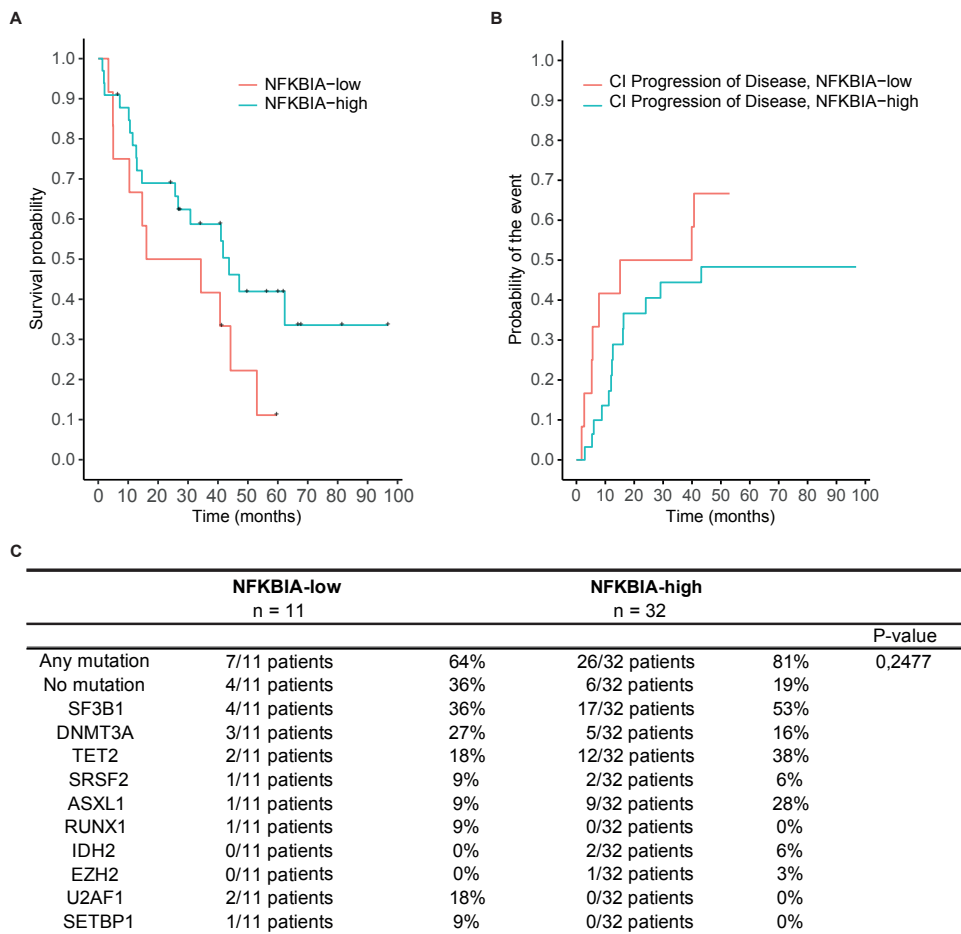 A
B
1.0
0.9
0.8
0.7
0.6
0.5
0.4
0.3
0.2
0.1
0.0
Survival probability
NFKBIA−low
NFKBIA−high
0 10 20 30 40 50 60 70 80 90 100
Time (months)
1.0
0.9
0.8
0.7
0.6
0.5
0.4
0.3
0.2
0.1
0.0
Probability of the event
CI Progression of Disease, NFKBIA−low
CI Progression of Disease, NFKBIA−high
0 10 20 30 40 50 60 70 80 90 100
Time (months)
C
NFKBIA-low NFKBIA-high
n = 11 n = 32
P-value
Any mutation 7/11 patients 64% 26/32 patients 81% 0,2477
No mutation 4/11 patients 36% 6/32 patients 19%
SF3B1 4/11 patients 36% 17/32 patients 53%
DNMT3A 3/11 patients 27% 5/32 patients 16%
TET2 2/11 patients 18% 12/32 patients 38%
SRSF2 1/11 patients 9% 2/32 patients 6%
ASXL1 1/11 patients 9% 9/32 patients 28%
RUNX1 1/11 patients 9% 0/32 patients 0%
IDH2 0/11 patients 0% 2/32 patients 6%
EZH2 0/11 patients 0% 1/32 patients 3%
U2AF1 2/11 patients 18% 0/32 patients 0%
SETBP1 1/11 patients 9% 0/32 patients 0%